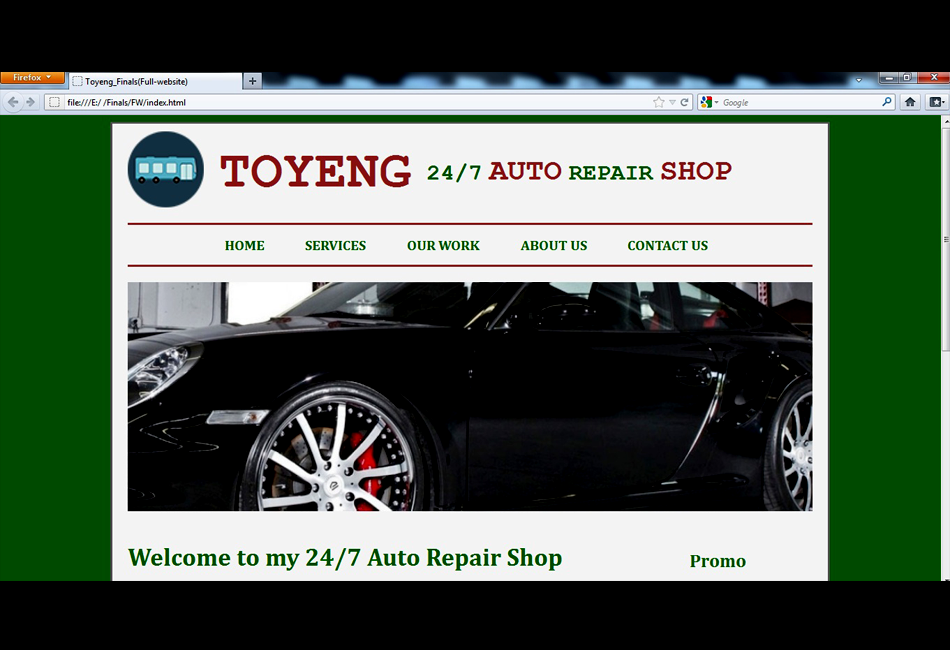 Firefox
Toyeng_Finals(Full-website)
file:///E:/ /Finals/FW/index.html
Google
TOYENG 24/7 AUTO REPAIR SHOP
HOME SERVICES OUR WORK ABOUT US CONTACT US
Welcome to my 24/7 Auto Repair Shop
Promo